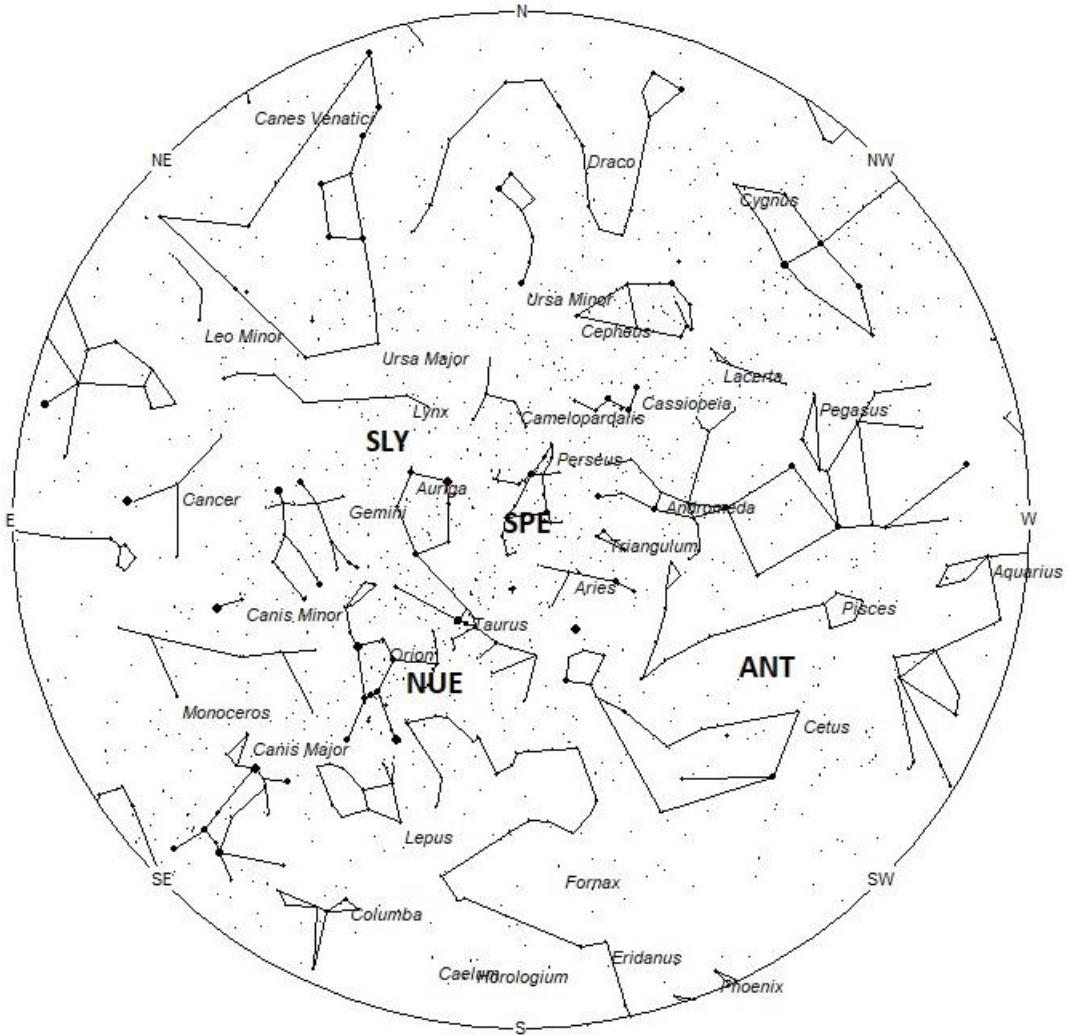 N
Canes Venatici
NE
NW
Draco
Cygnus
Ursa Minor
Cepheus
Leo Minor
Ursa Major
Lacerta
Lynx
Camelopardalis
Cassiopeia
Pegasus
SLY
Perseus
Auriga
Cancer
Gemini
Andromeda
E
SPE
W
Triangulum
Aquarius
Aries
Pisces
Canis Minor
Taurus
Orion
NUE
ANT
Monoceros
Cetus
Canis Major
Lepus
SE
Fornax
SW
Columba
Eridanus
Caelum
Horologium
Phoenix
S